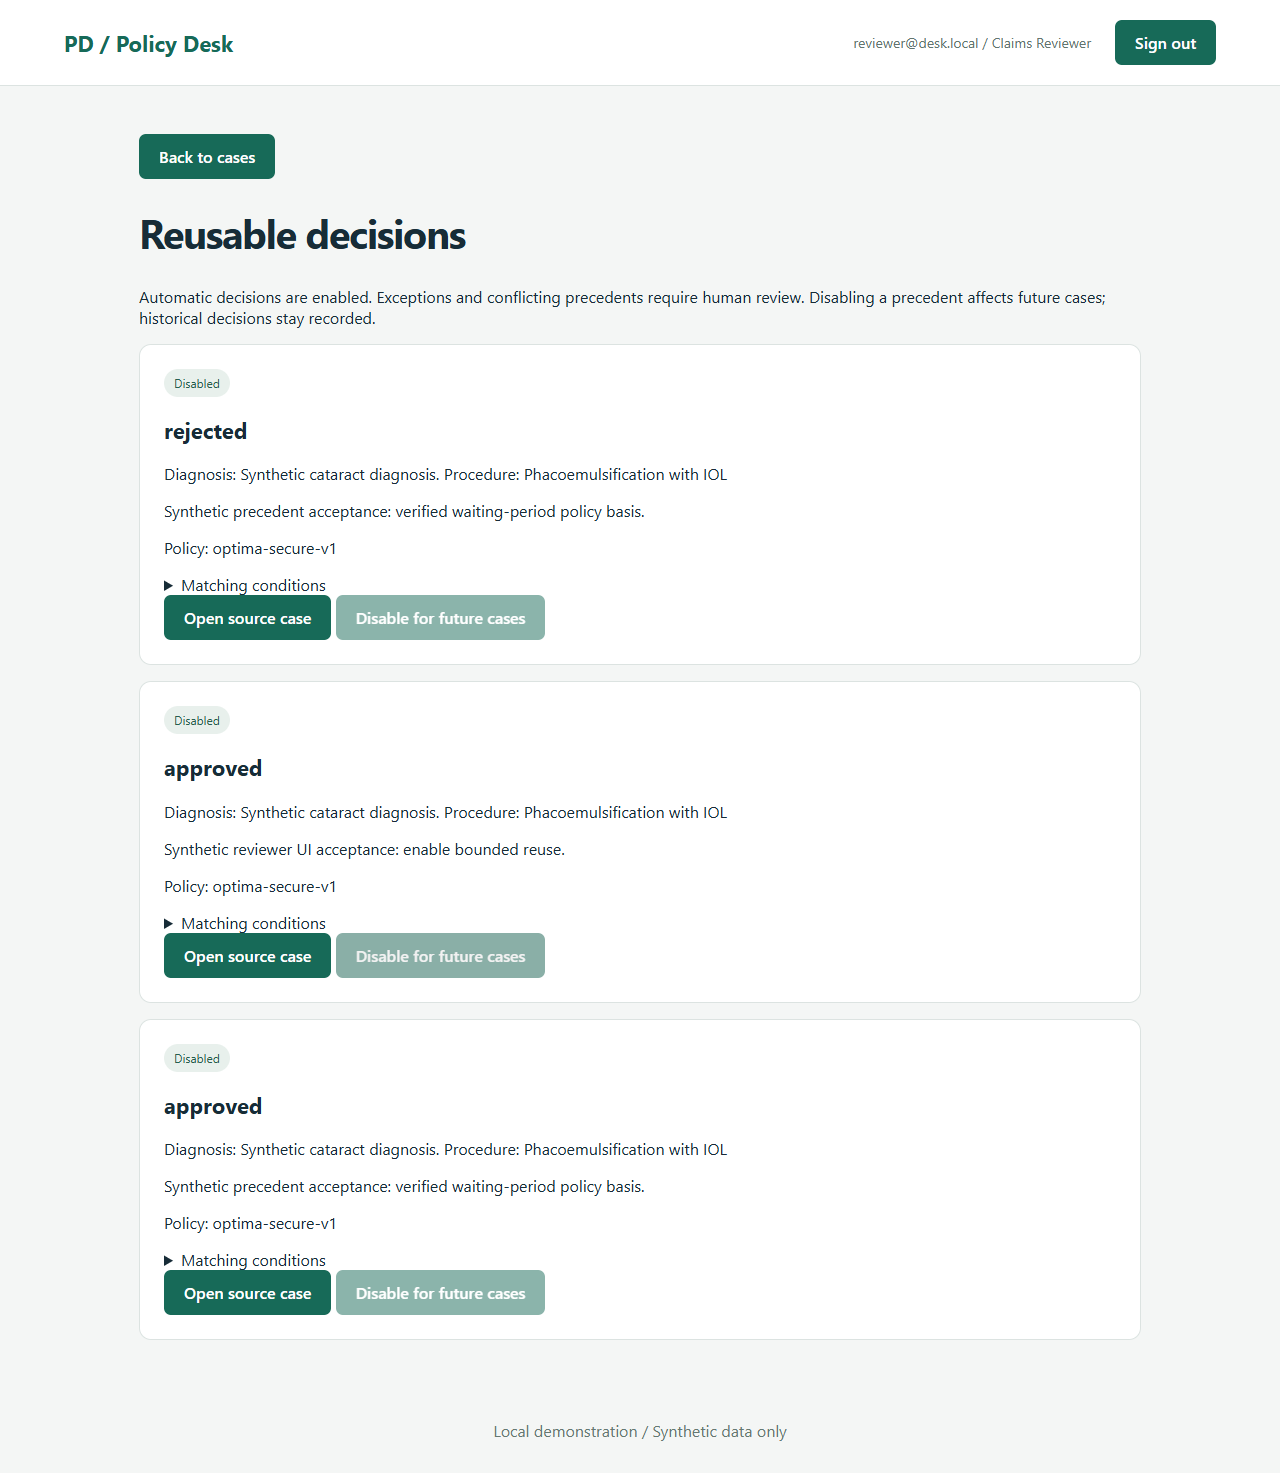 PD / Policy Desk
reviewer@desk.local / Claims Reviewer
Sign out
Back to cases
Reusable decisions
Automatic decisions are enabled. Exceptions and conflicting precedents require human review. Disabling a precedent affects future cases;
historical decisions stay recorded.
Disabled
rejected
Diagnosis: Synthetic cataract diagnosis. Procedure: Phacoemulsification with IOL
Synthetic precedent acceptance: verified waiting-period policy basis.
Policy: optima-secure-v1
Matching conditions
Open source case
Disable for future cases
Disabled
approved
Diagnosis: Synthetic cataract diagnosis. Procedure: Phacoemulsification with IOL
Synthetic reviewer UI acceptance: enable bounded reuse.
Policy: optima-secure-v1
Matching conditions
Open source case
Disable for future cases
Disabled
approved
Diagnosis: Synthetic cataract diagnosis. Procedure: Phacoemulsification with IOL
Synthetic precedent acceptance: verified waiting-period policy basis.
Policy: optima-secure-v1
Matching conditions
Open source case
Disable for future cases
Local demonstration / Synthetic data only